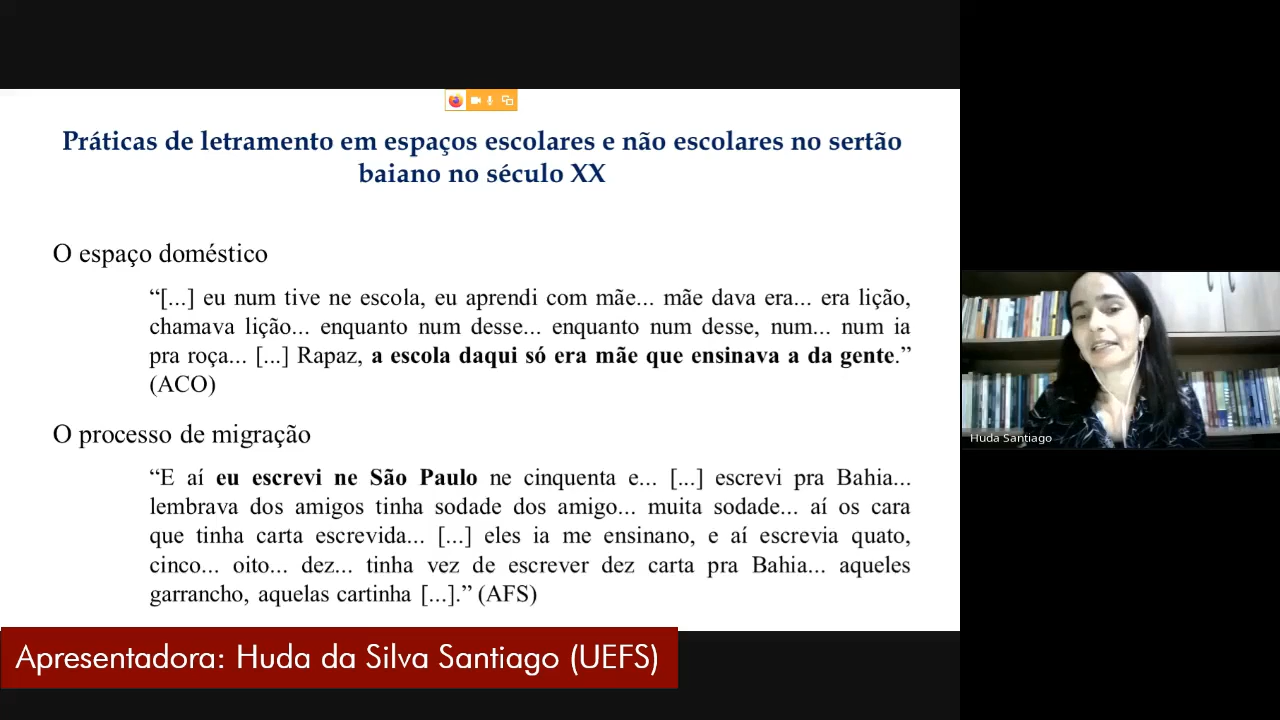 Práticas de letramento em espaços escolares e não escolares no sertão
baiano no século XX
O espaço doméstico
“[...] eu num tive ne escola, eu aprendi com mãe... mãe dava era... era lição,
chamava lição... enquanto num desse... enquanto num desse, num... num ia
pra roça... [...] Rapaz, a escola daqui só era mãe que ensinava a da gente.”
(ACO)
O processo de migração
“E aí eu escrevi ne São Paulo ne cinquenta e... [...] escrevi pra Bahia...
lembrava dos amigos tinha sodade dos amigo... muita sodade... aí os cara
que tinha carta escrevida... [...] eles ia me ensinano, e aí escrevia quato,
cinco... oito... dez... tinha vez de escrever dez carta pra Bahia... aqueles
garrancho, aquelas cartinha [...].” (AFS)
Huda Santiago
Apresentadora: Huda da Silva Santiago (UEFS)